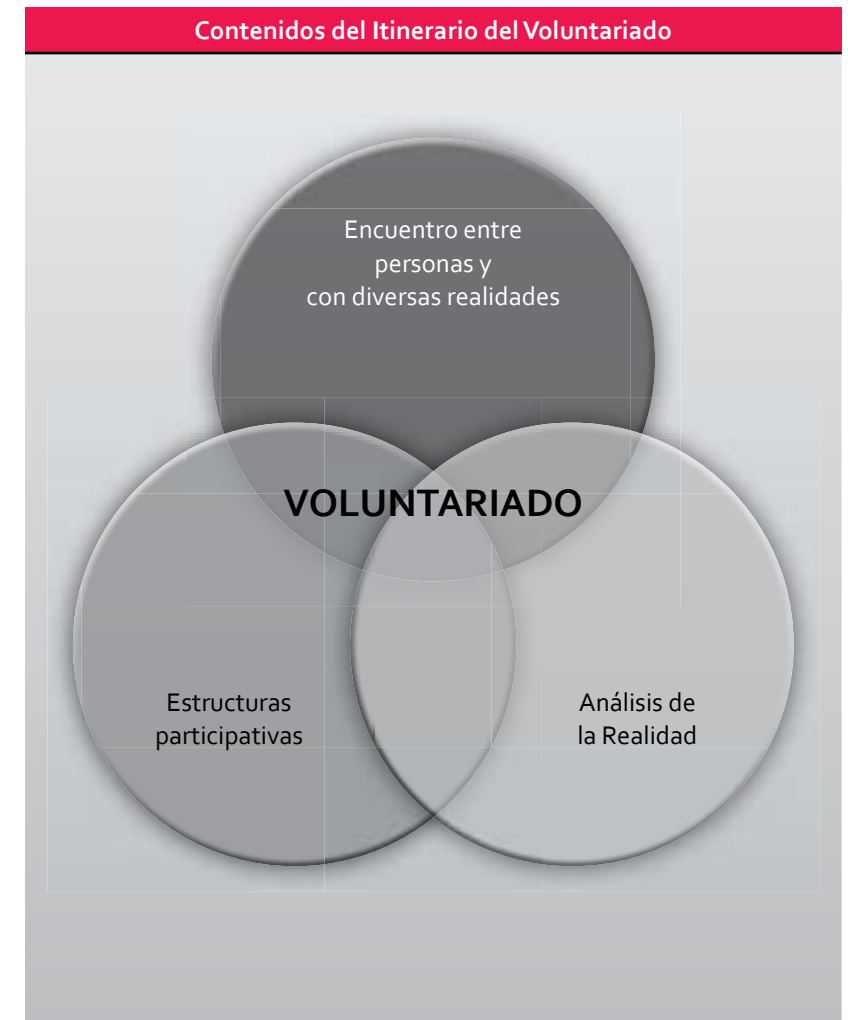 Contenidos del Itinerario del Voluntariado
Encuentro entre
personas y
con diversas realidades
VOLUNTARIADO
Estructuras
participativas
Análisis de
la Realidad